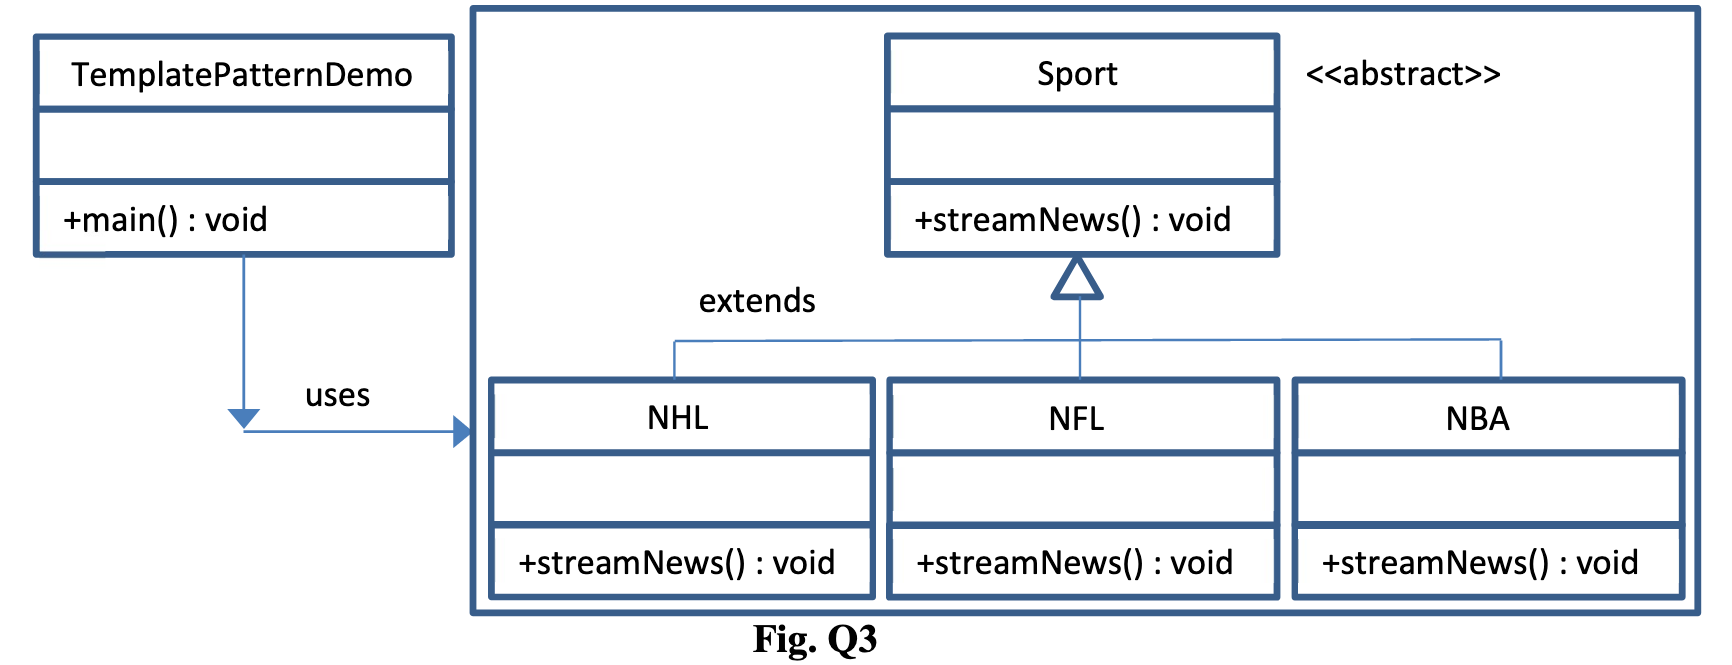 TemplatePatternDemo
+main() : void
uses
Sport
<<abstract>>
+streamNews() : void
extends
NHL
+streamNews() : void
NFL
+streamNews() : void
NBA
+streamNews() : void
Fig. Q3